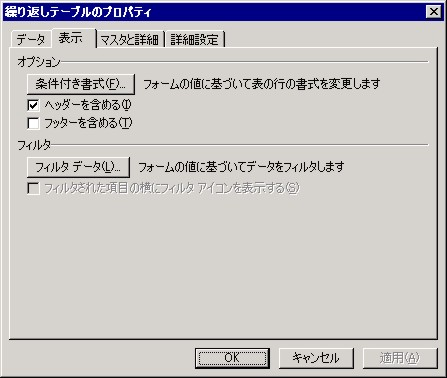 繰り返しテーブルのプロパティ
データ 表示 マスタと詳細 詳細設定
オプション
条件付き書式(F)... フォームの値に基づいて表の行の書式を変更します
ヘッダーを含める(I)
フッターを含める(T)
フィルタ
フィルタ データ(L)... フォームの値に基づいてデータをフィルタします
フィルタされた項目の横にフィルタ アイコンを表示する(S)
OK キャンセル 適用(A)